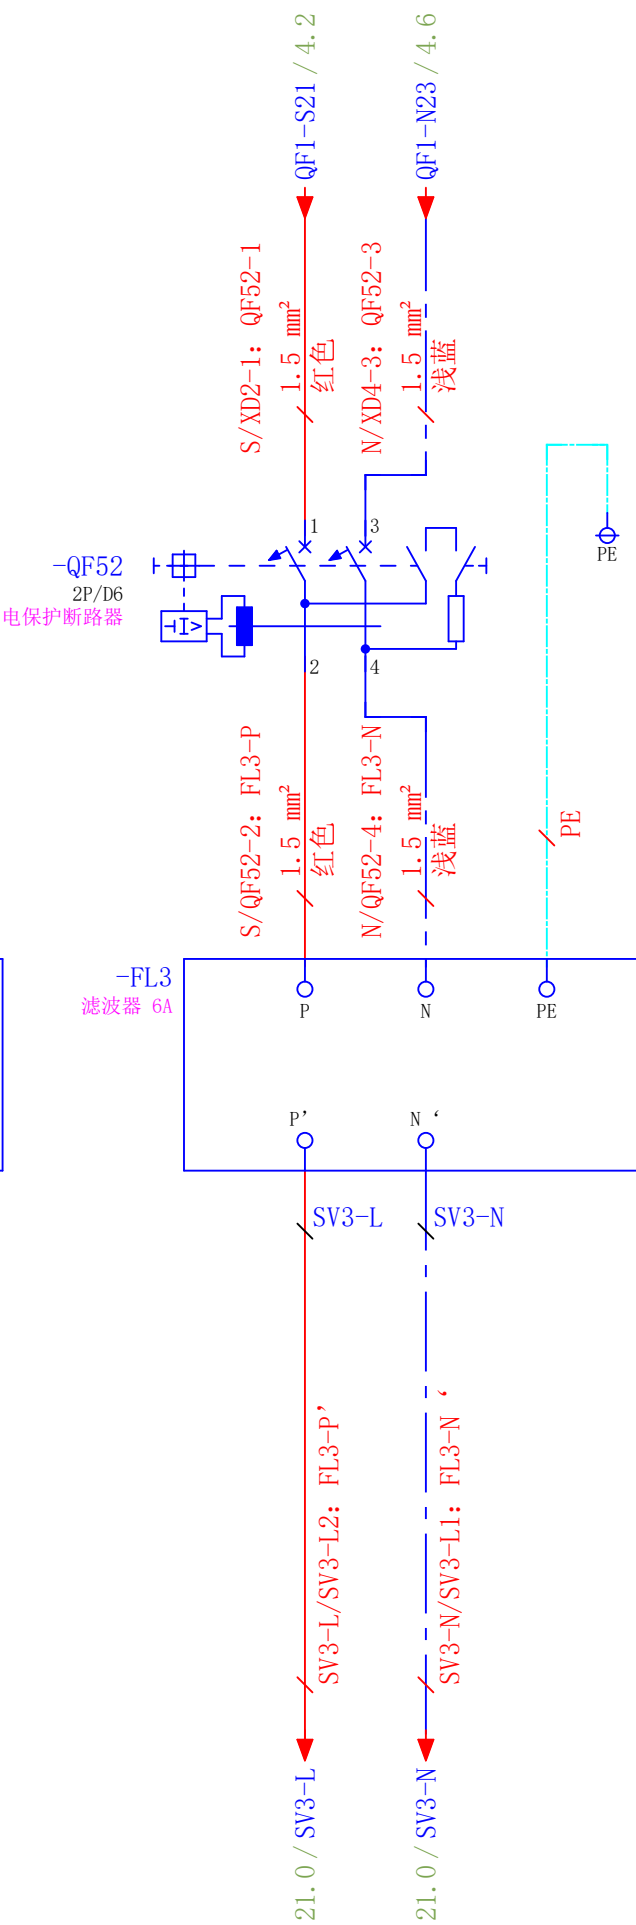 QF1-S21/4.2
QF1-N23/4.6
S/XD2-1: QF52-1
1.5 mm²
红色
N/XD4-3: QF52-3
1.5 mm²
浅蓝
1
3
-QF52
2P/D6
电保护断路器
PE
2
4
S/QF52-2: FL3-P
1.5 mm²
红色
N/QF52-4: FL3-N
1.5 mm²
浅蓝
PE
-FL3
滤波器 6A
P
N
PE
P’
N ‘
SV3-L
SV3-N
SV3-L/SV3-L2: FL3-P’
SV3-N/SV3-L1: FL3-N ‘
21.0/SV3-L
21.0/SV3-N